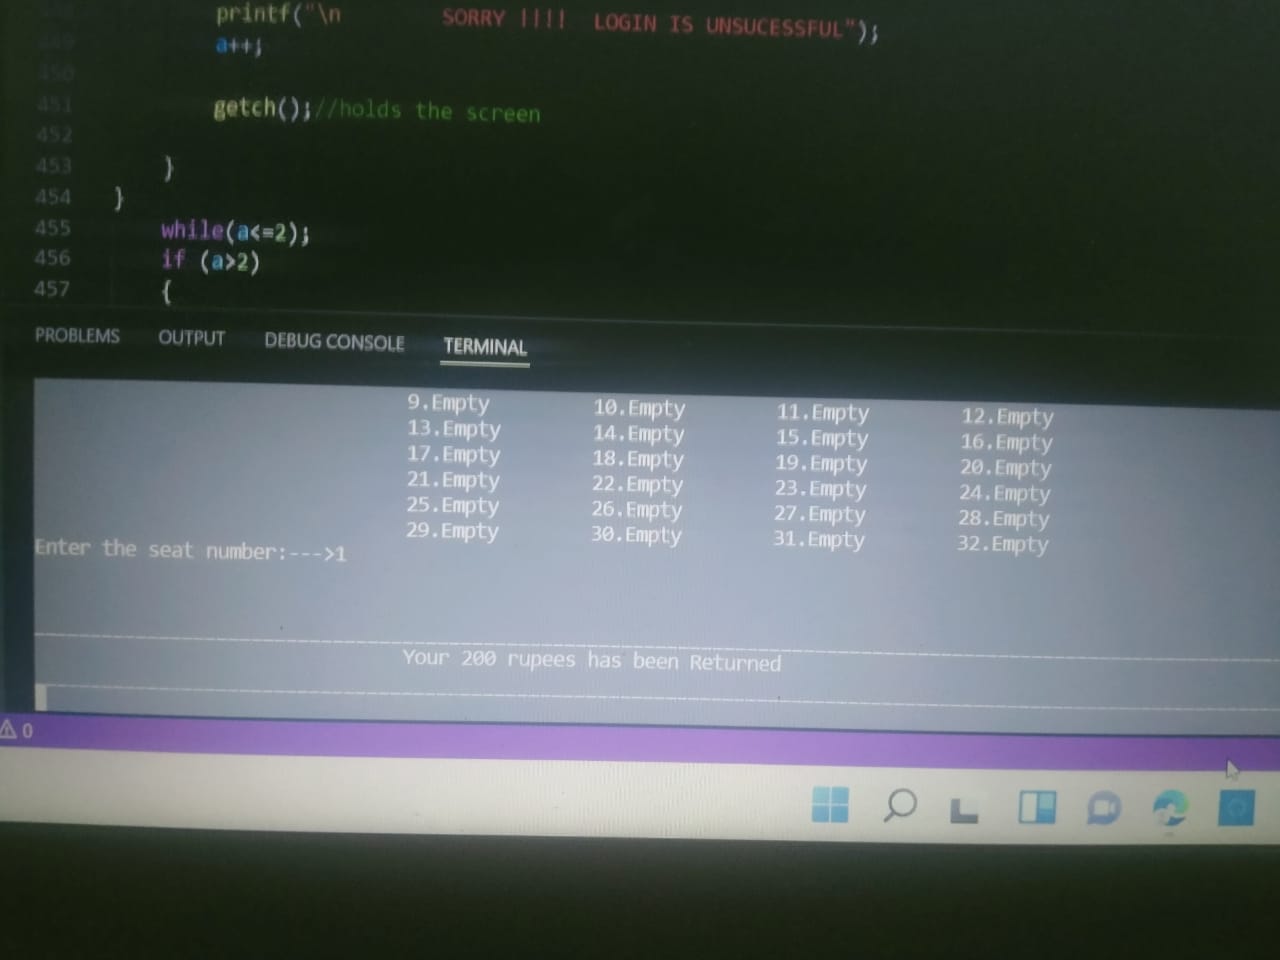 printf("\n SORRY !!!! LOGIN IS UNSUCESSFUL");
a++;
450
451 getch();//holds the screen
452
453 }
454 }
455 while(a<=2);
456 if (a>2)
457 {
PROBLEMS OUTPUT DEBUG CONSOLE TERMINAL
9.Empty 10.Empty 11.Empty 12.Empty
13.Empty 14.Empty 15.Empty 16.Empty
17.Empty 18.Empty 19.Empty 20.Empty
21.Empty 22.Empty 23.Empty 24.Empty
25.Empty 26.Empty 27.Empty 28.Empty
29.Empty 30.Empty 31.Empty 32.Empty
Enter the seat number:--->1
Your 200 rupees has been Returned
0